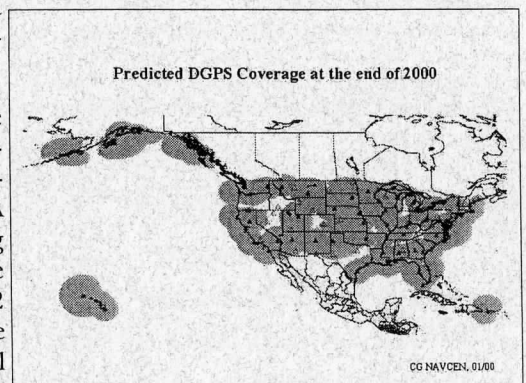 Predicted DGPS Coverage at the end of 2000
CG NAVCEN, 01/00